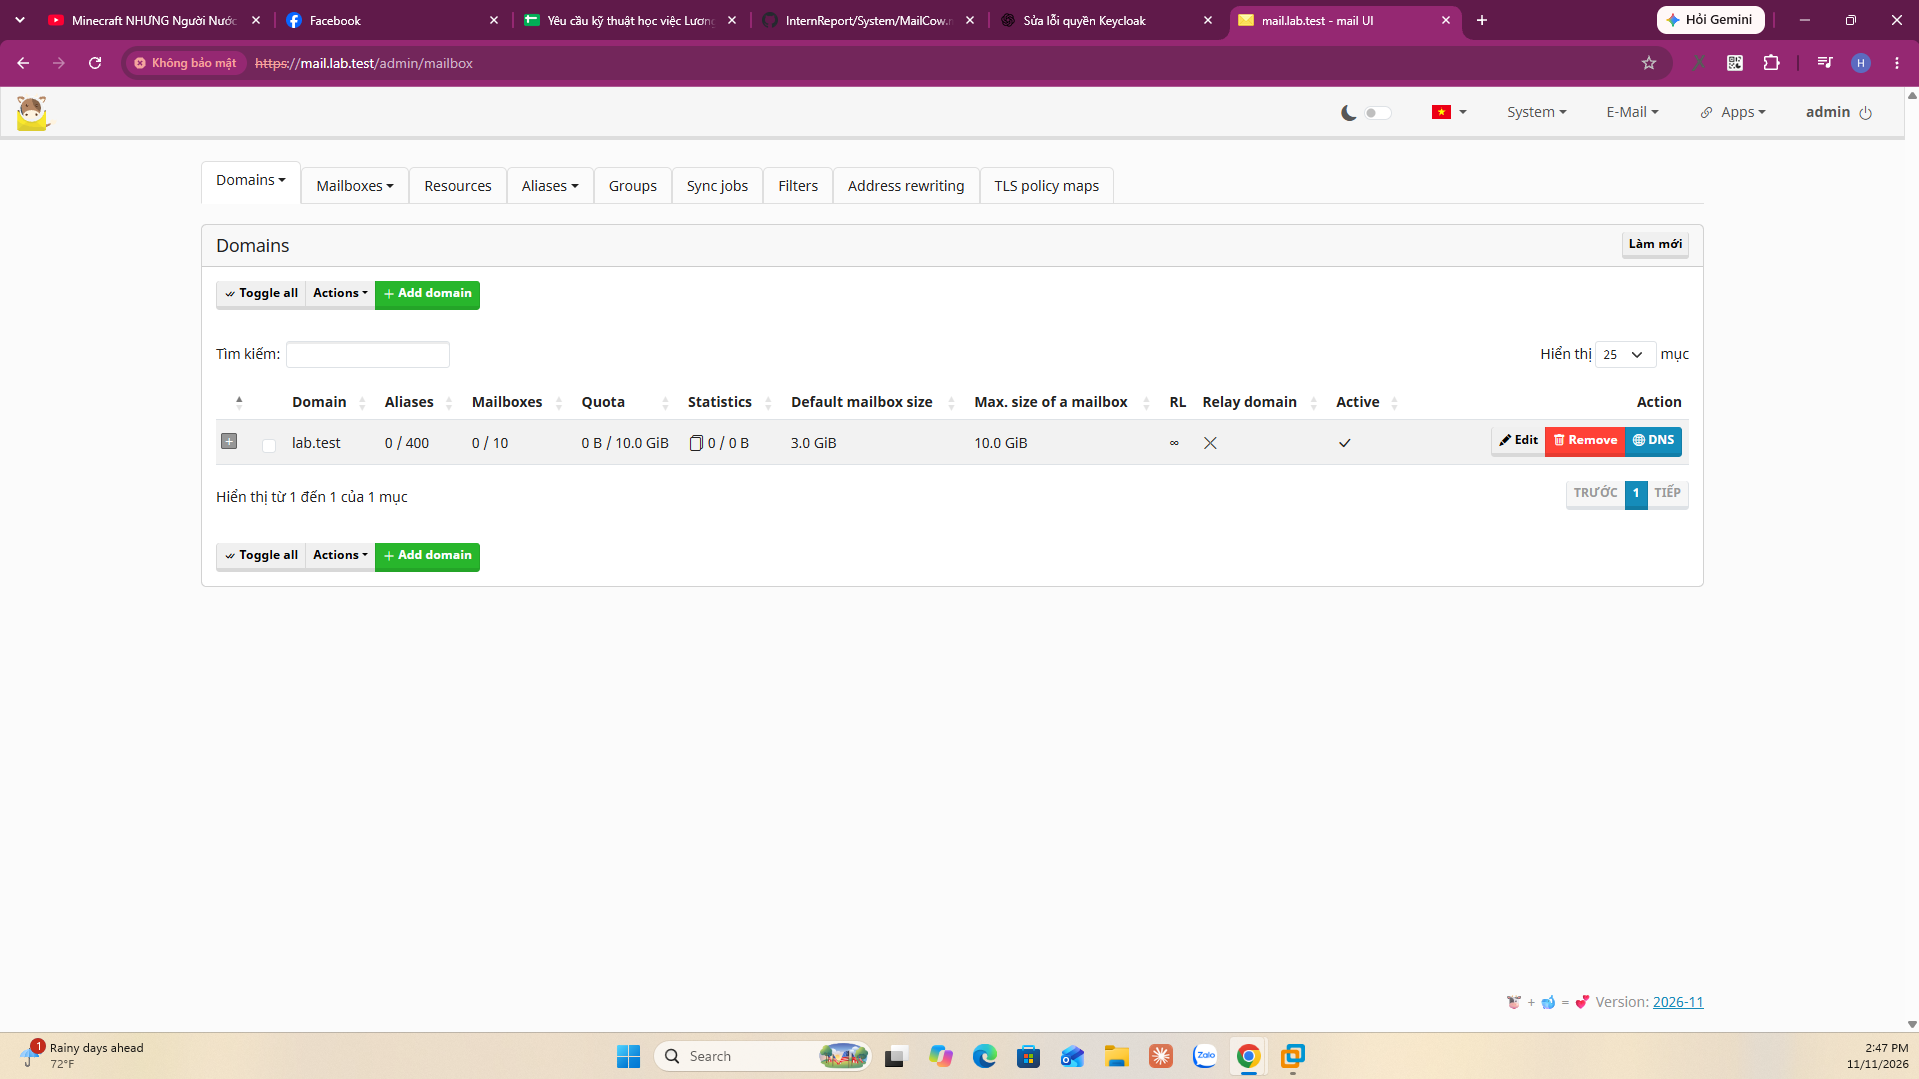 Minecraft NHƯNG Người Nước
Facebook
Yêu cầu kỹ thuật học việc Lương
InternReport/System/MailCow.m
Sửa lỗi quyền Keycloak
mail.lab.test - mail UI
Hỏi Gemini
Không bảo mật
https://mail.lab.test/admin/mailbox
H
System
E-Mail
Apps
admin
Domains
Mailboxes
Resources
Aliases
Groups
Sync jobs
Filters
Address rewriting
TLS policy maps
Domains
Làm mới
Toggle all
Actions
+ Add domain
Tìm kiếm:
Hiển thị 25 mục
Domain Aliases Mailboxes Quota Statistics Default mailbox size Max. size of a mailbox RL Relay domain Active Action
lab.test 0 / 400 0 / 10 0 B / 10.0 GiB 0 / 0 B 3.0 GiB 10.0 GiB ∞ Edit Remove DNS
Hiển thị từ 1 đến 1 của 1 mục
TRƯỚC 1 TIẾP
Toggle all
Actions
+ Add domain
+ = Version: 2026-11
1
Rainy days ahead
72°F
Search
Zalo
2:47 PM
11/11/2026